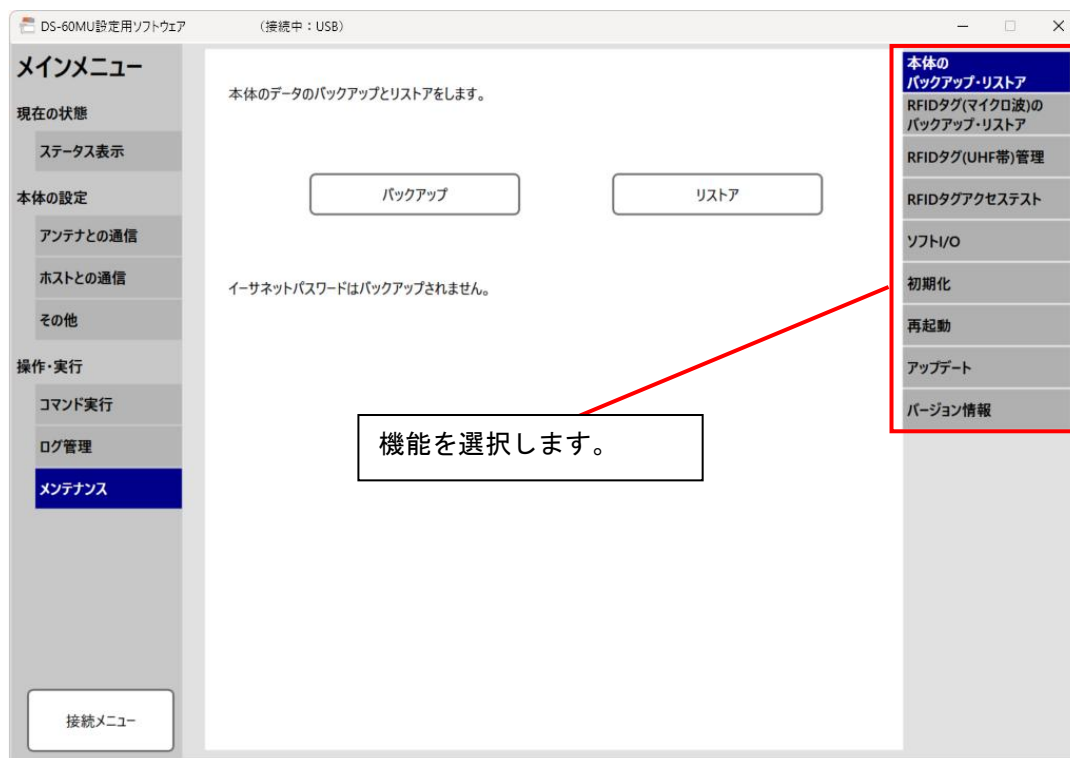 DS-60MU設定用ソフトウェア (接続中:USB)
メインメニュー
現在の状態
ステータス表示
本体の設定
アンテナとの通信
ホストとの通信
その他
操作・実行
コマンド実行
ログ管理
メンテナンス
接続メニュー
本体のデータのバックアップとリストアをします。
バックアップ
リストア
イーサネットパスワードはバックアップされません。
機能を選択します。
本体の
バックアップ・リストア
RFIDタグ(マイクロ波)の
バックアップ・リストア
RFIDタグ(UHF帯)管理
RFIDタグアクセステスト
ソフトI/O
初期化
再起動
アップデート
バージョン情報